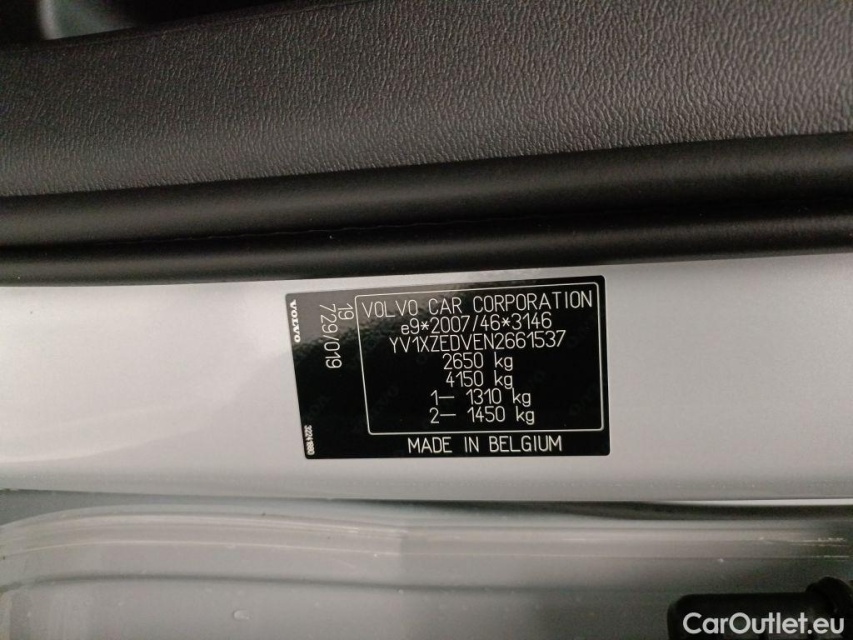 VOLVO
19
729/019
VOLVO CAR CORPORATION
e9*2007/46*3146
YV1XZEDVEN2661537
2650 kg
4150 kg
1— 1310 kg
2— 1450 kg
MADE IN BELGIUM
CarOutlet.eu